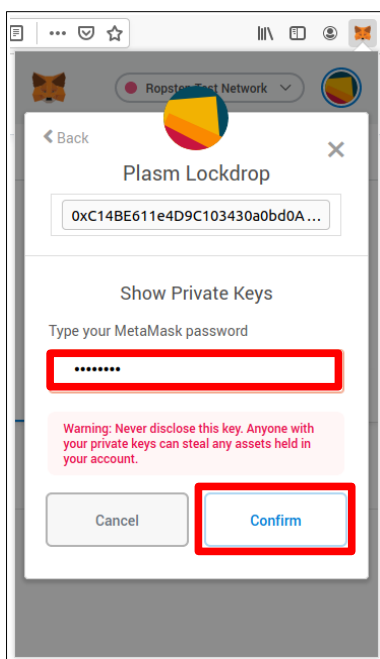 Ropsten Test Network
Back
Plasm Lockdrop
0xC14BE611e4D9C103430a0bd0A...
Show Private Keys
Type your MetaMask password
••••••••
Warning: Never disclose this key. Anyone with
your private keys can steal any assets held in
your account.
Cancel
Confirm